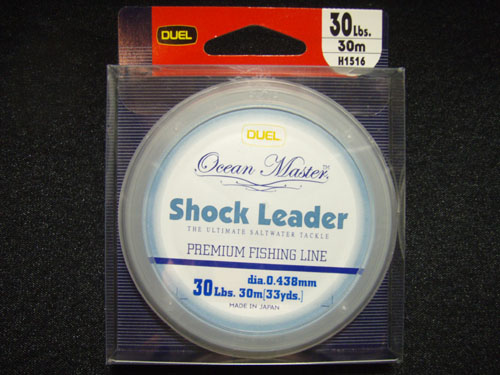 DUEL
30Lbs.
30m
H1516
DUEL
Ocean Master™
Shock Leader
THE ULTIMATE SALTWATER TACKLE
PREMIUM FISHING LINE
dia.0.438mm
30Lbs. 30m[33yds.]
MADE IN JAPAN